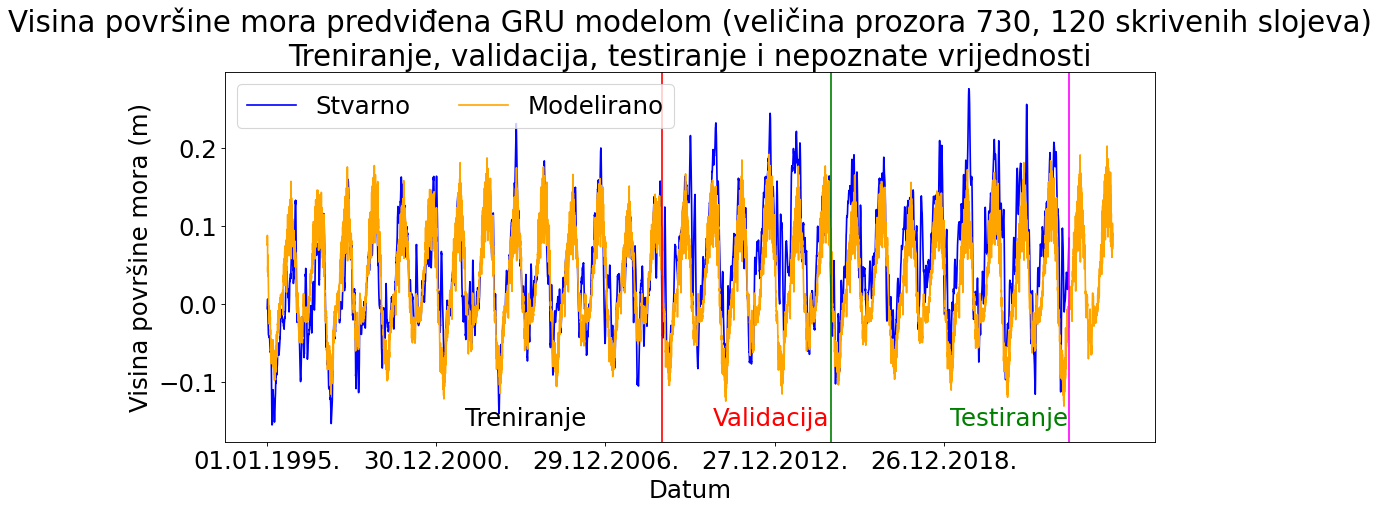 Visina površine mora predviđena GRU modelom (veličina prozora 730, 120 skrivenih slojeva)
Treniranje, validacija, testiranje i nepoznate vrijednosti
Stvarno Modelirano
Visina površine mora (m)
0.2
0.1
0.0
−0.1
Treniranje Validacija Testiranje
01.01.1995. 30.12.2000. 29.12.2006. 27.12.2012. 26.12.2018.
Datum